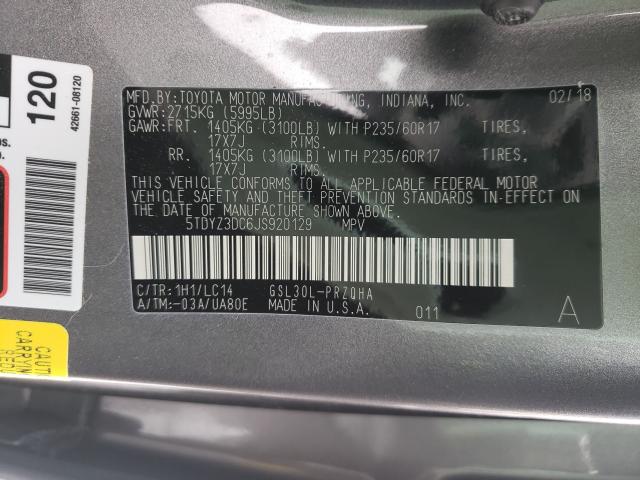 MFD.BY:TOYOTA MOTOR MANUFACTURING, INDIANA, INC. 02/18
GVWR:2715KG (5995LB)
GAWR:FRT. 1405KG (3100LB) WITH P235/60R17 TIRES,
17X7J RIMS.
RR. 1405KG (3100LB) WITH P235/60R17 TIRES,
17X7J RIMS.
THIS VEHICLE CONFORMS TO ALL APPLICABLE FEDERAL MOTOR
VEHICLE SAFETY AND THEFT PREVENTION STANDARDS IN-EFFECT ON
THE DATE OF MANUFACTURE SHOWN ABOVE.
5TDYZ3DC6JS920129 MPV
C/TR:1H1/LC14 GSL30L-PRZQHA
A/TM:-03A/UA80E MADE IN U.S.A. 011 A
120
42661-08120
bs.
o.
CAUT
CARRYIN